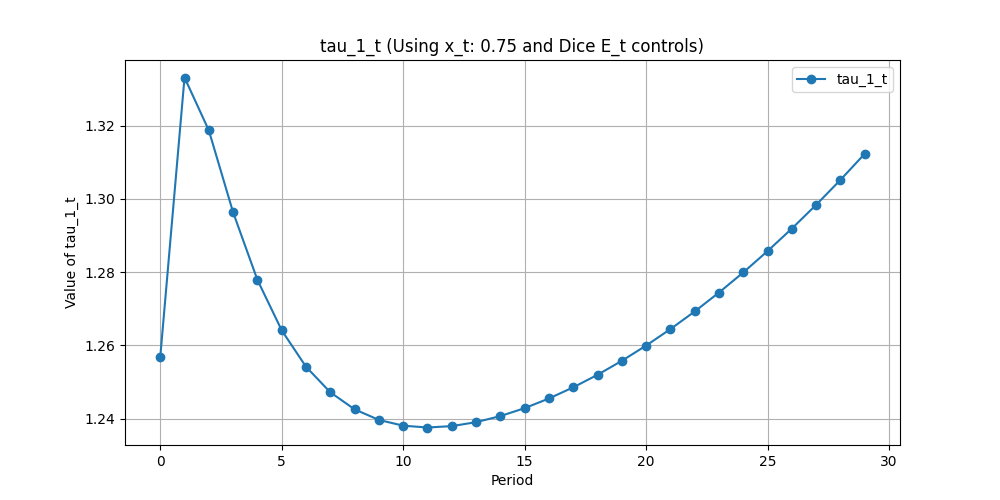 tau_1_t (Using x_t: 0.75 and Dice E_t controls)
tau_1_t
1.32
1.30
1.28
1.26
1.24
Value of tau_1_t
0 5 10 15 20 25 30
Period